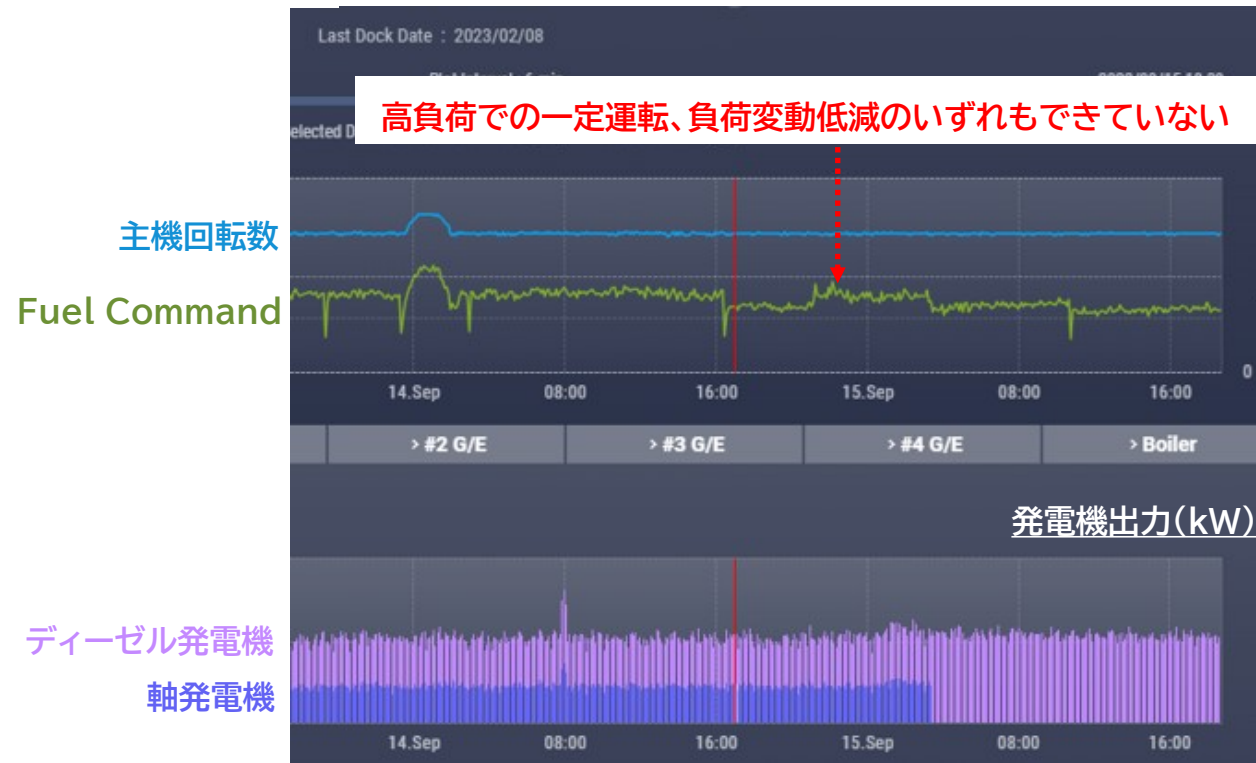 Last Dock Date : 2023/02/08
高負荷での一定運転、負荷変動低減のいずれもできていない
elected D
主機回転数
Fuel Command
0
14.Sep 08:00 16:00 15.Sep 08:00 16:00
> #2 G/E > #3 G/E > #4 G/E > Boiler
発電機出力(kW)
ディーゼル発電機
軸発電機
14.Sep 08:00 16:00 15.Sep 08:00 16:00